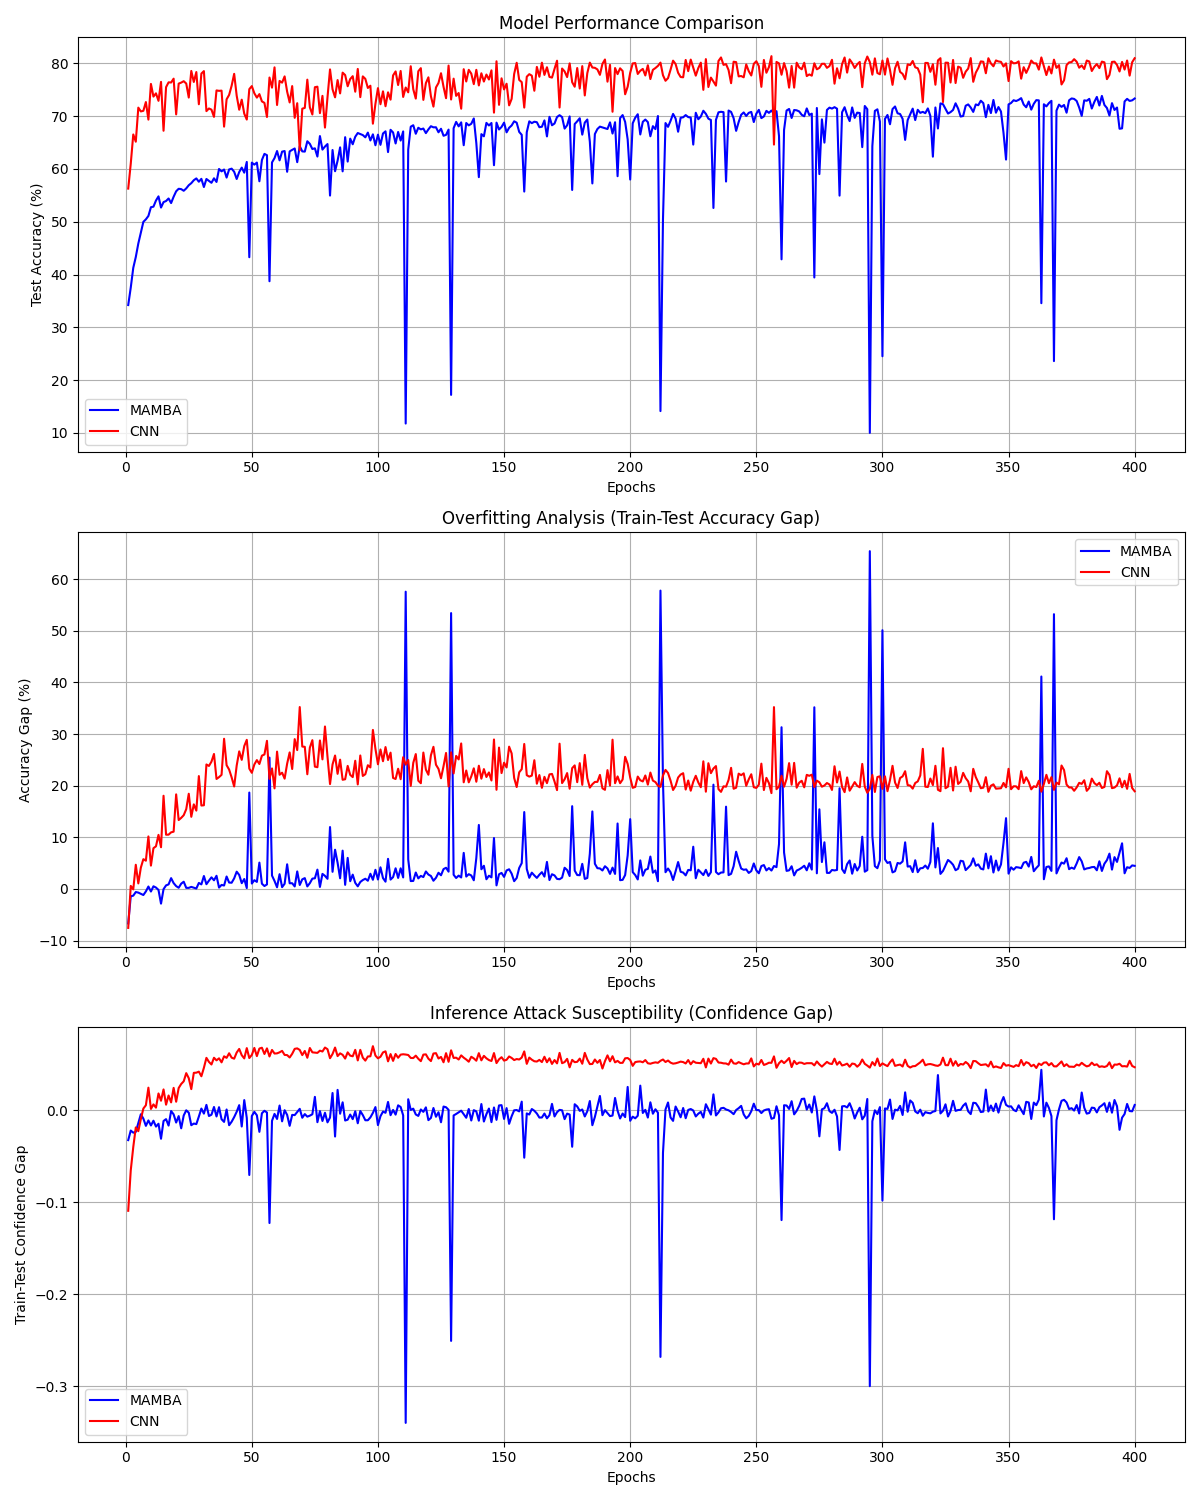 Model Performance Comparison
Test Accuracy (%)
80
70
60
50
40
30
20
10
MAMBA
CNN
0 50 100 150 200 250 300 350 400
Epochs
Overfitting Analysis (Train-Test Accuracy Gap)
Accuracy Gap (%)
60
50
40
30
20
10
0
−10
MAMBA
CNN
0 50 100 150 200 250 300 350 400
Epochs
Inference Attack Susceptibility (Confidence Gap)
Train-Test Confidence Gap
0.0
−0.1
−0.2
−0.3
MAMBA
CNN
0 50 100 150 200 250 300 350 400
Epochs